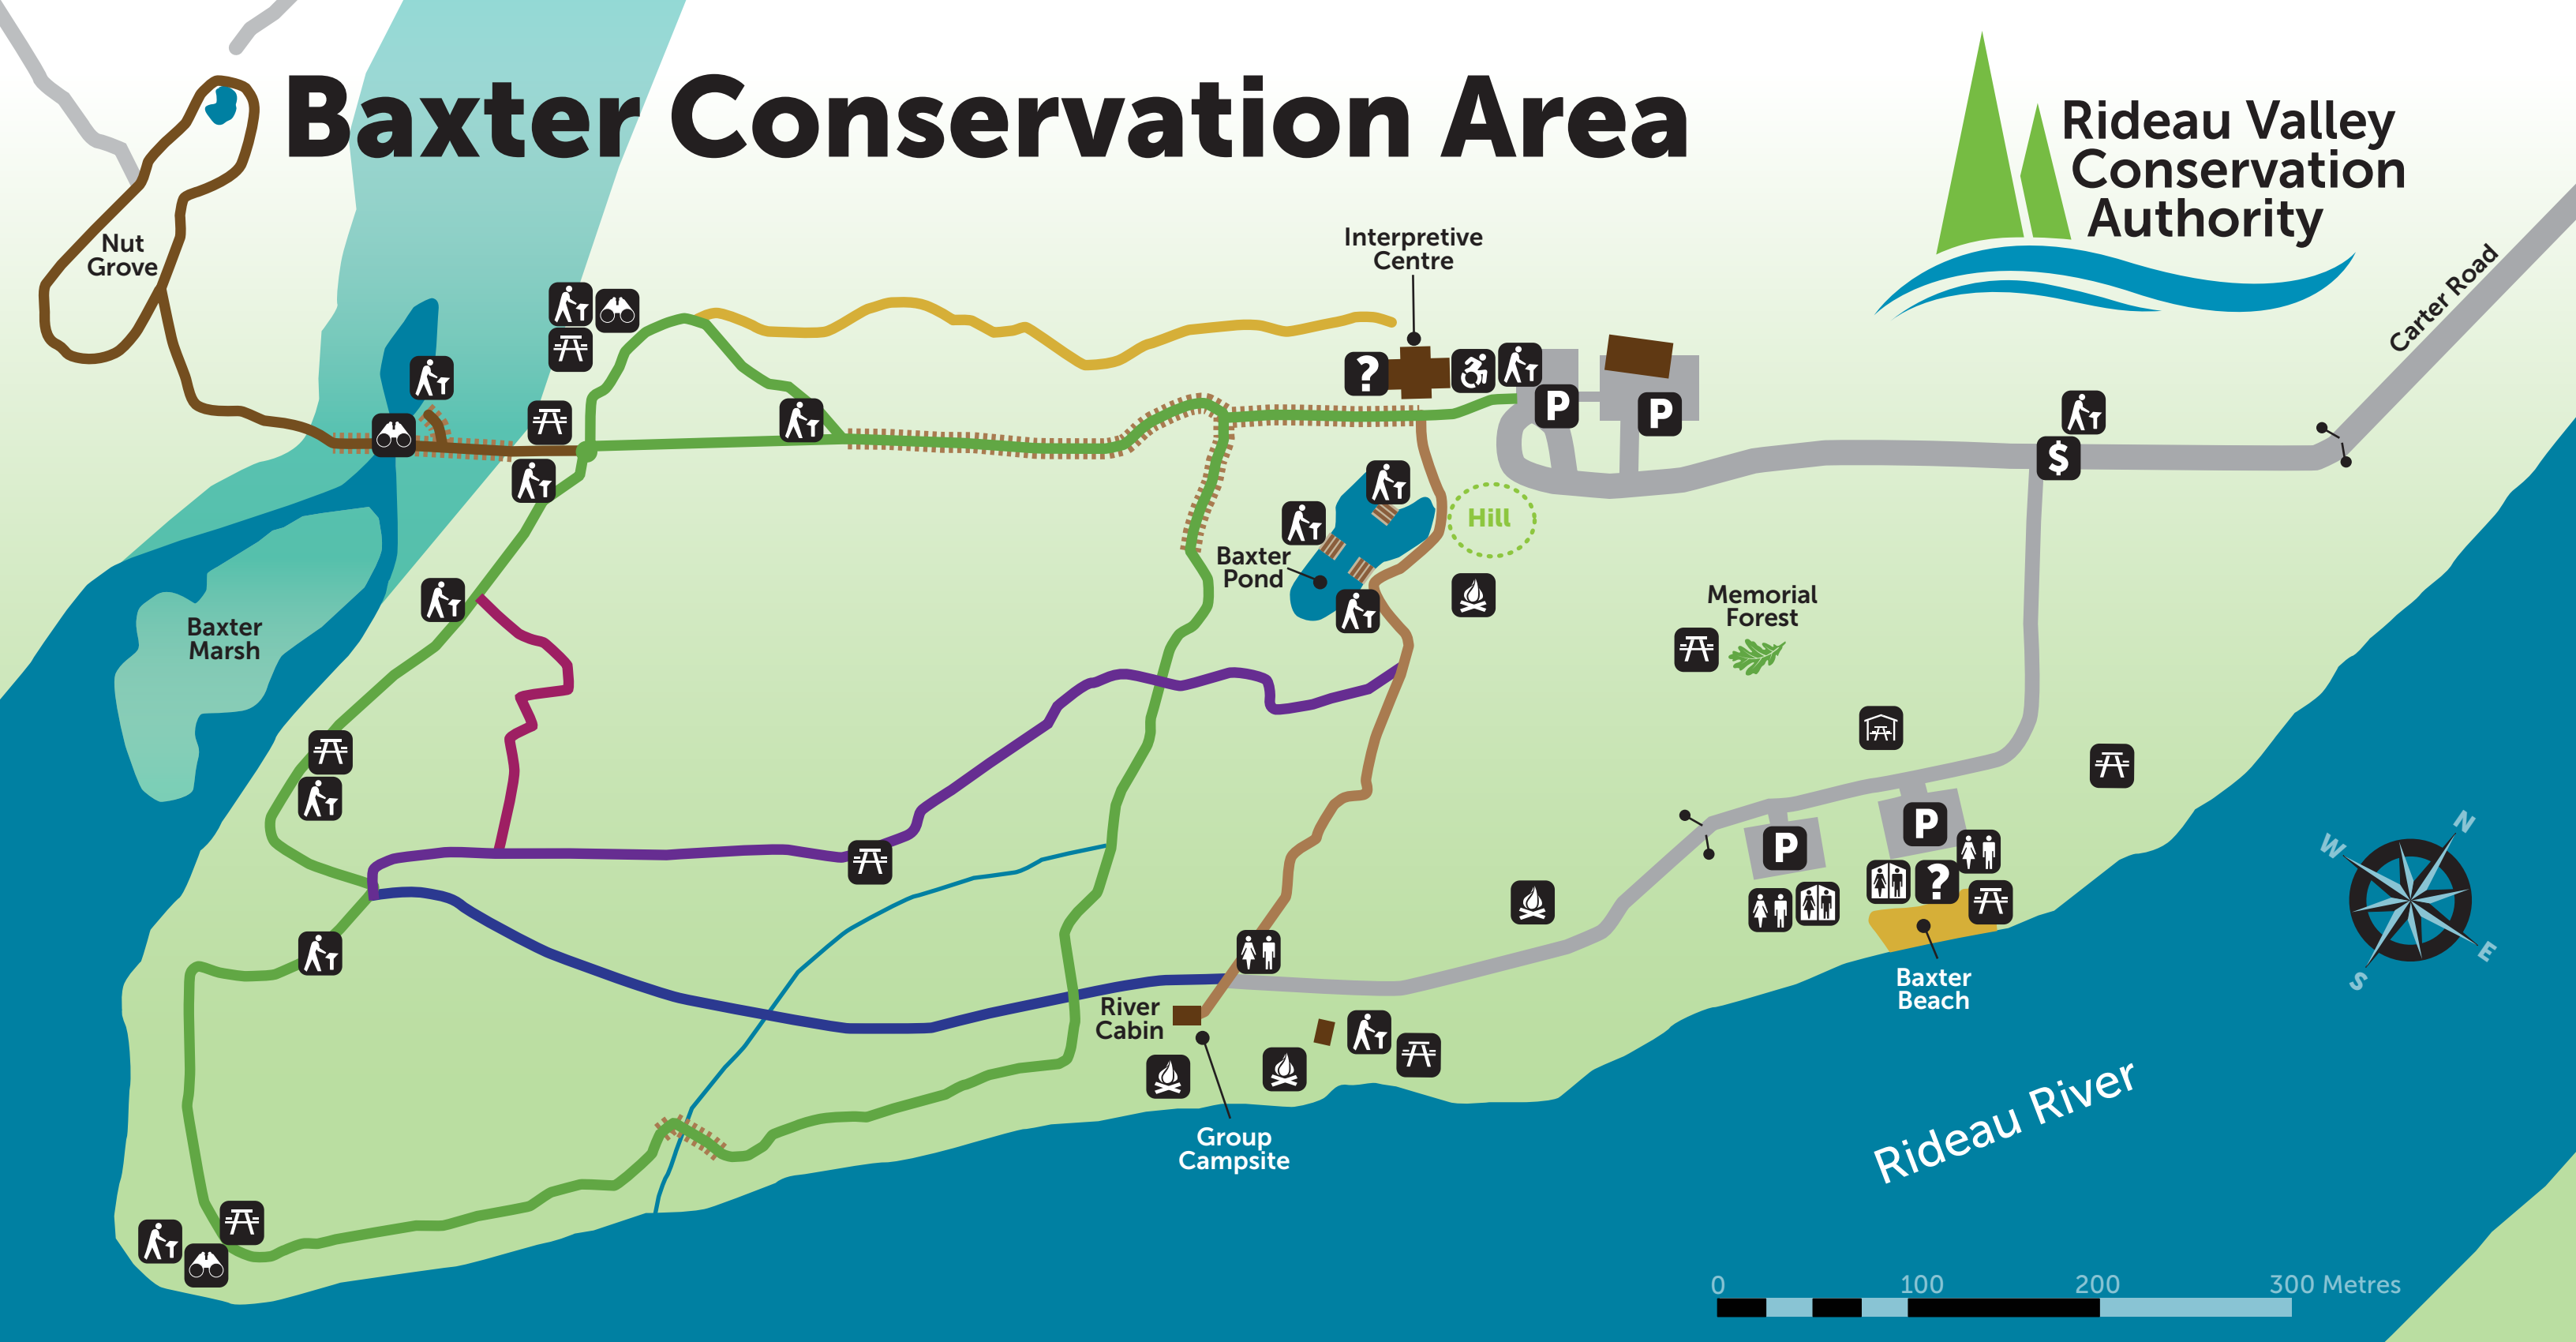 Baxter Conservation Area
Rideau Valley
Conservation
Authority
Nut
Grove
Interpretive
Centre
Carter Road
?
P
P
$
Hill
Baxter
Pond
Memorial
Forest
Baxter
Marsh
P
P
?
N
W
E
S
Baxter
Beach
River
Cabin
Group
Campsite
Rideau River
0 100 200 300 Metres